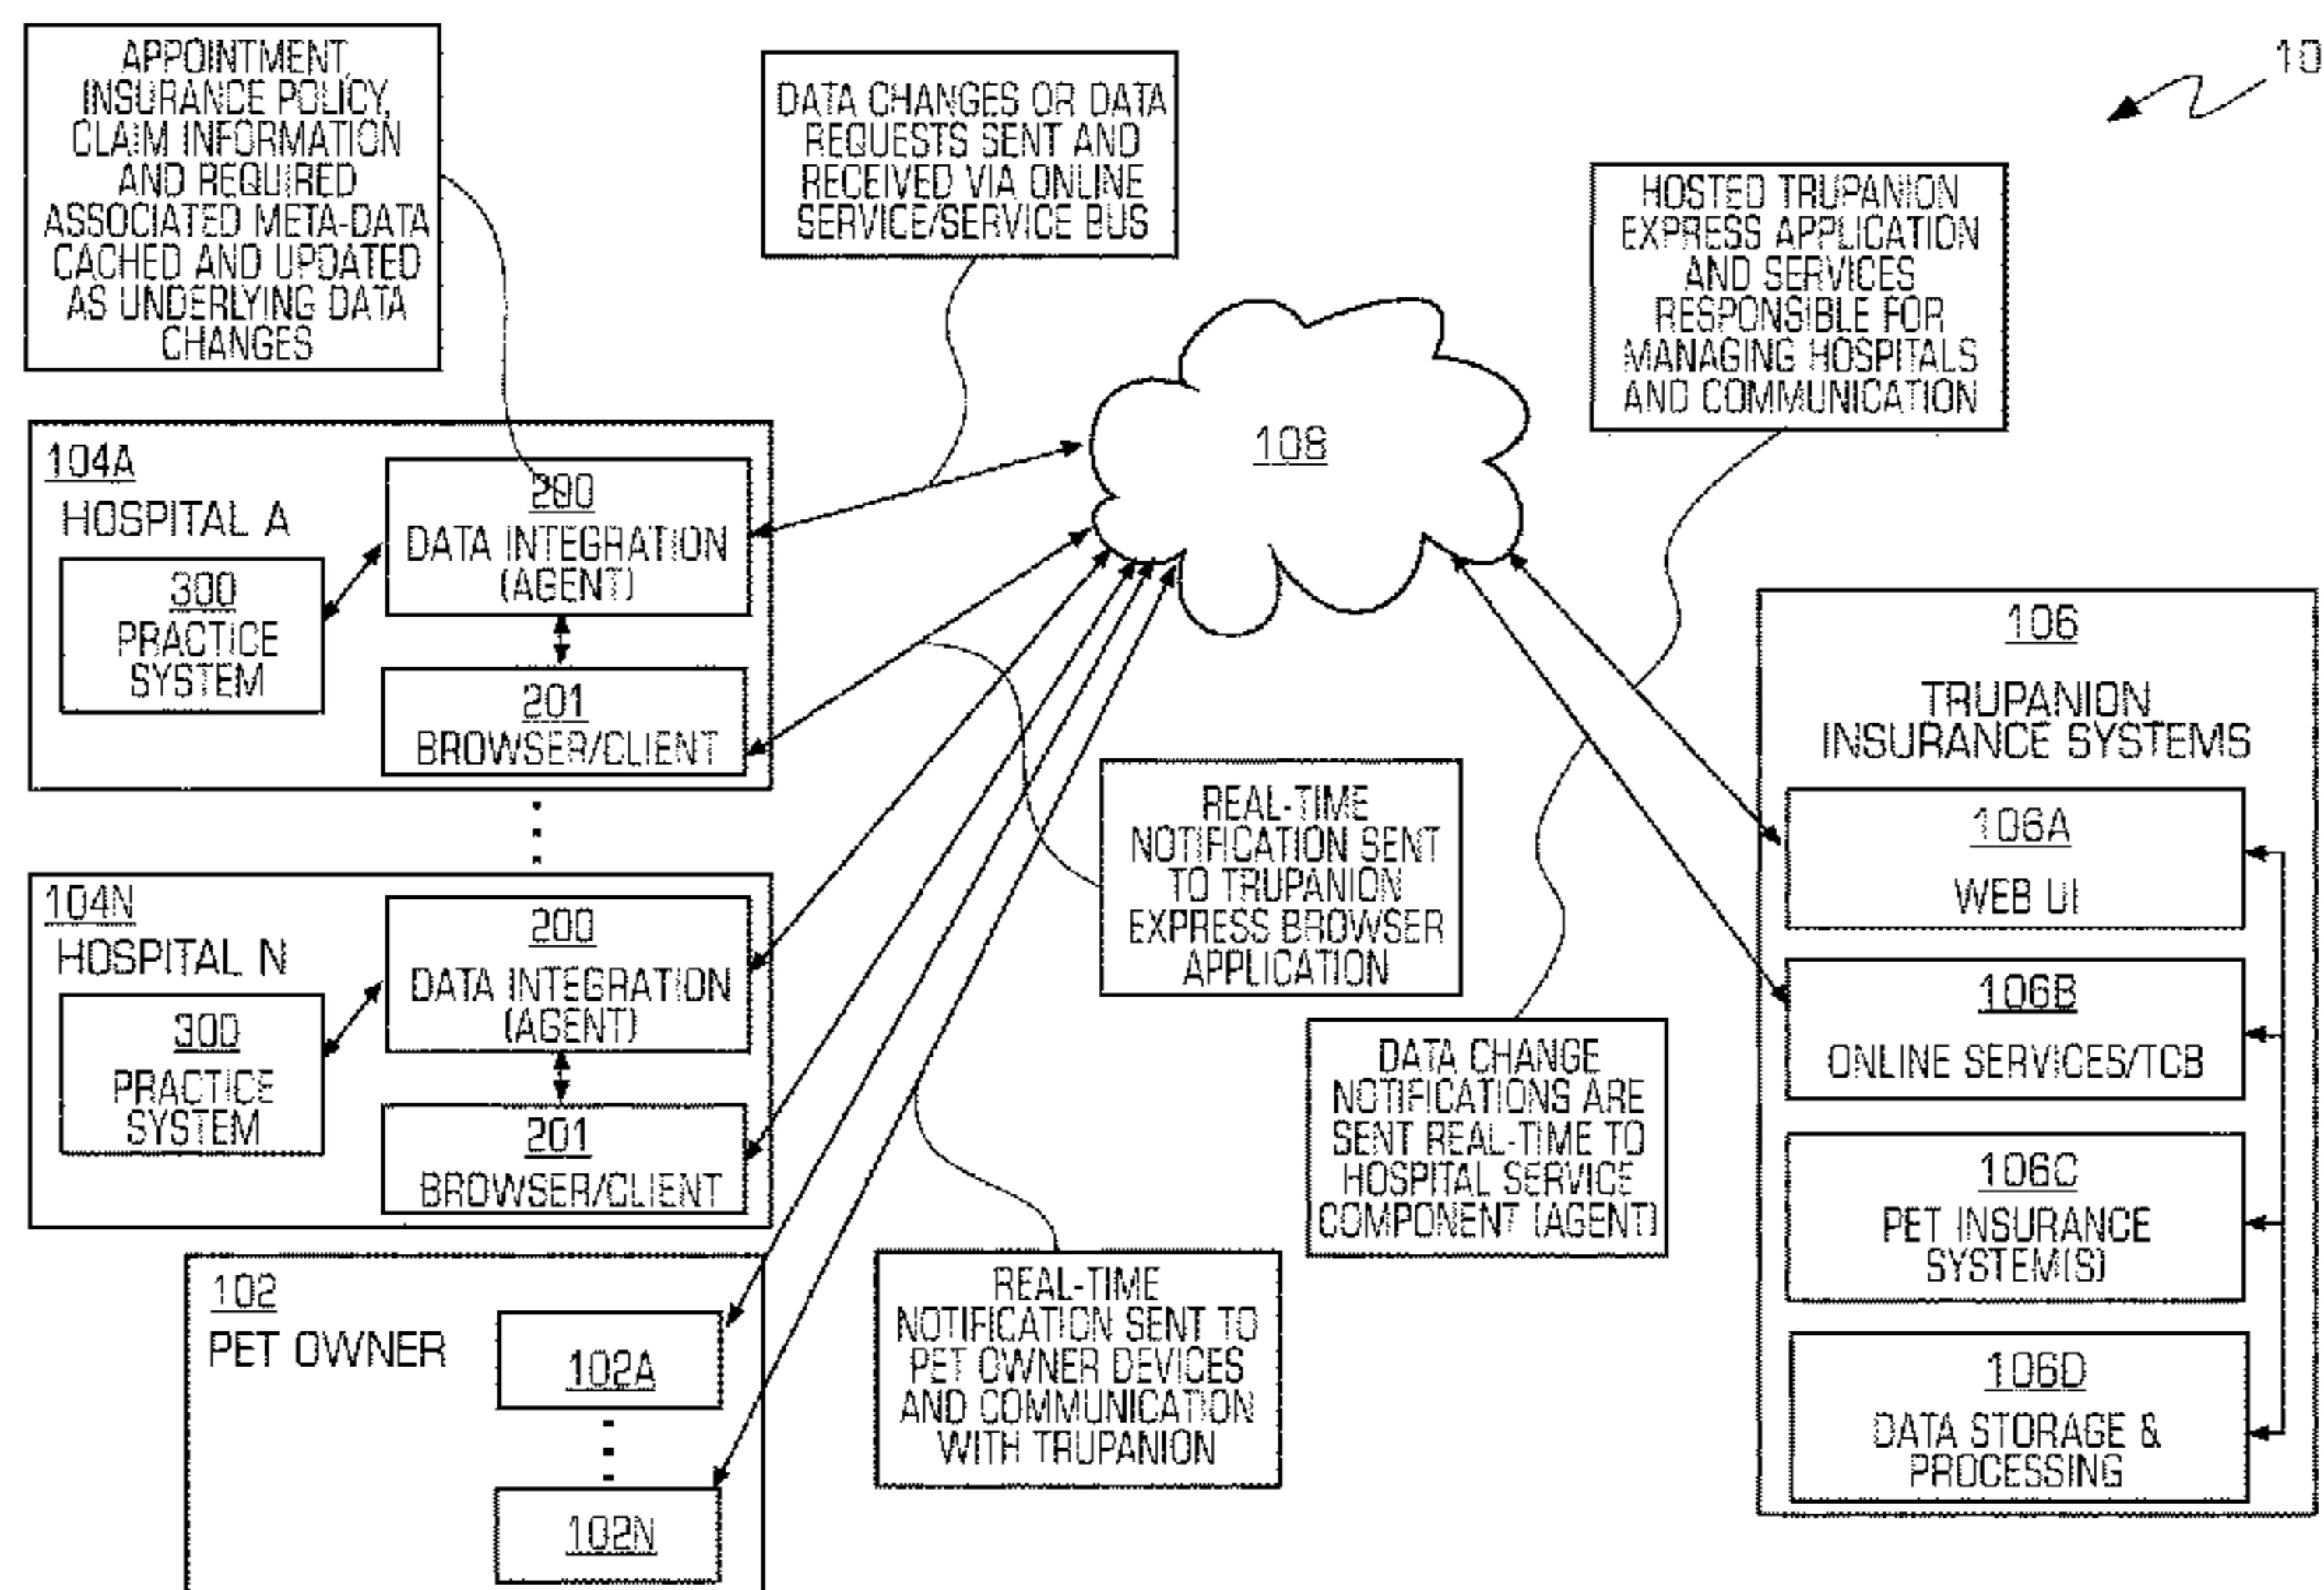 APPOINTMENT,
INSURANCE POLICY,
CLAIM INFORMATION
AND REQUIRED
ASSOCIATED META-DATA
CACHED AND UPDATED
AS UNDERLYING DATA
CHANGES
DATA CHANGES OR DATA
REQUESTS SENT AND
RECEIVED VIA ONLINE
SERVICE/SERVICE BUS
10
HOSTED TRUPANION
EXPRESS APPLICATION
AND SERVICES
RESPONSIBLE FOR
MANAGING HOSPITALS
AND COMMUNICATION
108
104A
HOSPITAL A
300
PRACTICE
SYSTEM
200
DATA INTEGRATION
(AGENT)
201
BROWSER/CLIENT
104N
HOSPITAL N
300
PRACTICE
SYSTEM
200
DATA INTEGRATION
(AGENT)
201
BROWSER/CLIENT
102
PET OWNER
102A
102N
REAL-TIME
NOTIFICATION SENT
TO TRUPANION
EXPRESS BROWSER
APPLICATION
REAL-TIME
NOTIFICATION SENT TO
PET OWNER DEVICES
AND COMMUNICATION
WITH TRUPANION
DATA CHANGE
NOTIFICATIONS ARE
SENT REAL-TIME TO
HOSPITAL SERVICE
COMPONENT (AGENT)
106
TRUPANION
INSURANCE SYSTEMS
106A
WEB UI
106B
ONLINE SERVICES/TCB
106C
PET INSURANCE
SYSTEM(S)
106D
DATA STORAGE &
PROCESSING